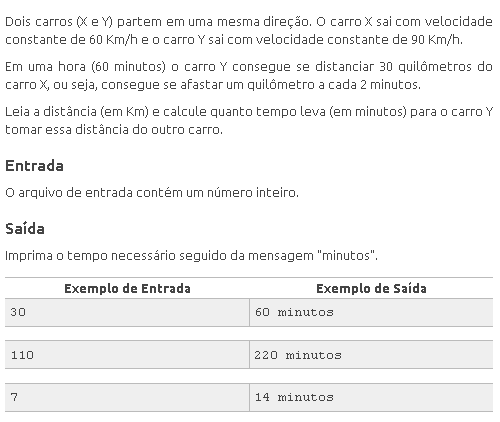 Dois carros (X e Y) partem em uma mesma direção. O carro X sai com velocidade
constante de 60 Km/h e o carro Y sai com velocidade constante de 90 Km/h.
Em uma hora (60 minutos) o carro Y consegue se distanciar 30 quilômetros do
carro X, ou seja, consegue se afastar um quilômetro a cada 2 minutos.
Leia a distância (em Km) e calcule quanto tempo leva (em minutos) para o carro Y
tomar essa distância do outro carro.
Entrada
O arquivo de entrada contém um número inteiro.
Saída
Imprima o tempo necessário seguido da mensagem "minutos".
Exemplo de Entrada Exemplo de Saída
30 60 minutos
110 220 minutos
7 14 minutos